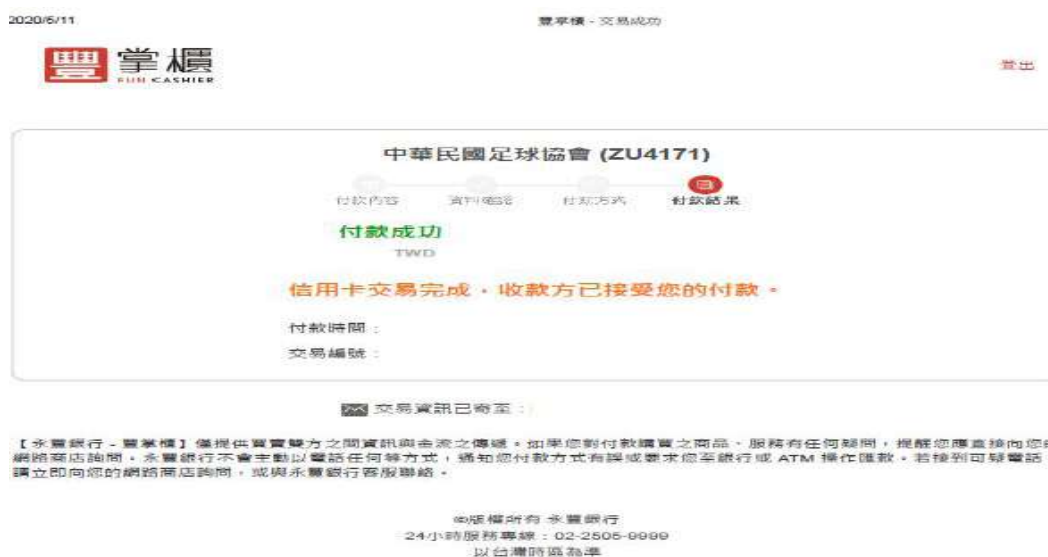 2020/5/11
豐掌櫃 - 交易成功
豐掌櫃
FUN CASHIER
登出
中華民國足球協會 (ZU4171)
付款內容
資料確認
付款方式
付款結果
付款成功
TWD
信用卡交易完成，收款方已接受您的付款。
付款時間：
交易編號：
交易資訊已寄至：
【永豐銀行 - 豐掌櫃】僅提供買賣雙方之間資訊與金流之傳遞。如果您對付款購買之商品、服務有任何疑問，提醒您應直接向您的
網路商店詢問。永豐銀行不會主動以電話任何等方式，通知您付款方式有誤或要求您至銀行或 ATM 操作匯款。若接到可疑電話
請立即向您的網路商店詢問，或與永豐銀行客服聯絡。
©版權所有 永豐銀行
24小時服務專線：02-2505-9999
以台灣時區為準